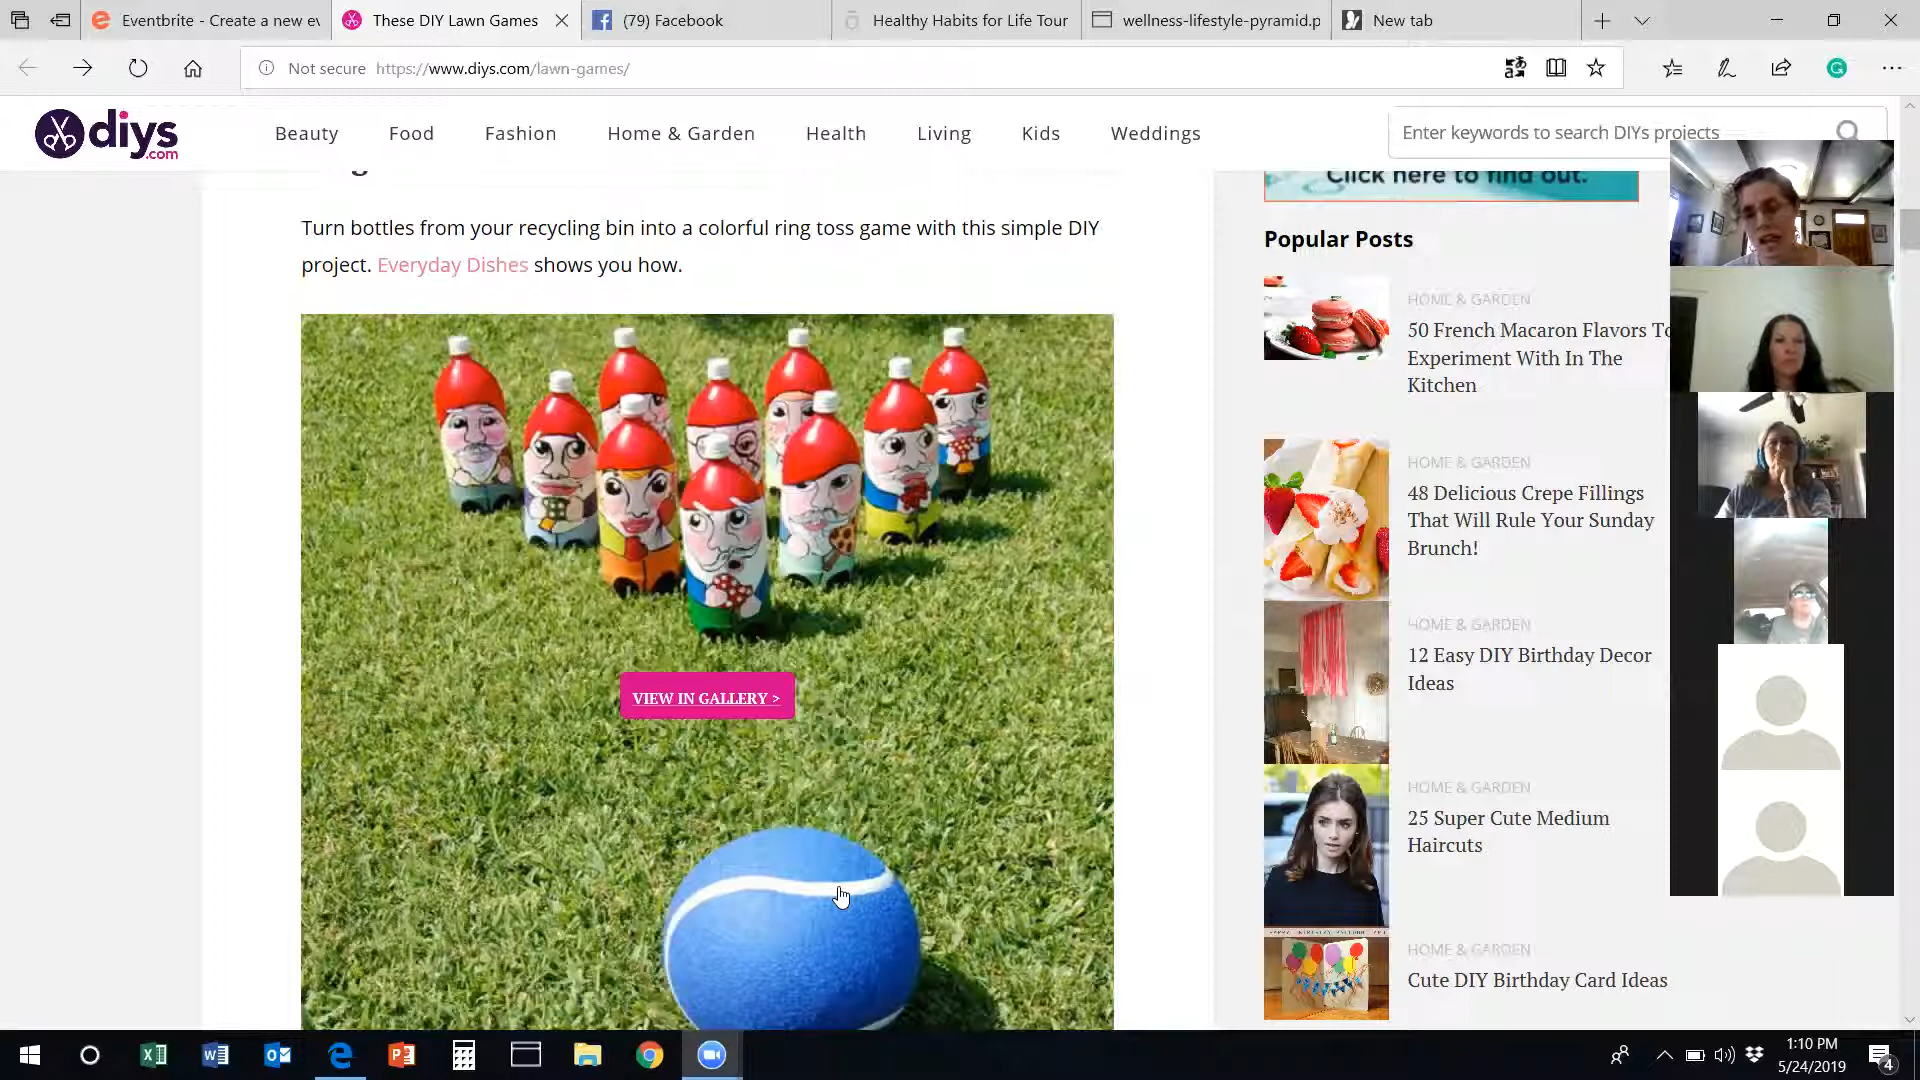 Eventbrite - Create a new ev
These DIY Lawn Games
(79) Facebook
Healthy Habits for Life Tour
wellness-lifestyle-pyramid.p
New tab
Not secure https://www.diys.com/lawn-games/
diys.com
Beauty Food Fashion Home & Garden Health Living Kids Weddings
Enter keywords to search DIYs projects
Turn bottles from your recycling bin into a colorful ring toss game with this simple DIY
project. Everyday Dishes shows you how.
VIEW IN GALLERY >
Click here to find out.
Popular Posts
HOME & GARDEN
50 French Macaron Flavors To
Experiment With In The
Kitchen
HOME & GARDEN
48 Delicious Crepe Fillings
That Will Rule Your Sunday
Brunch!
HOME & GARDEN
12 Easy DIY Birthday Decor
Ideas
HOME & GARDEN
25 Super Cute Medium
Haircuts
HOME & GARDEN
Cute DIY Birthday Card Ideas
1:10 PM
5/24/2019
4